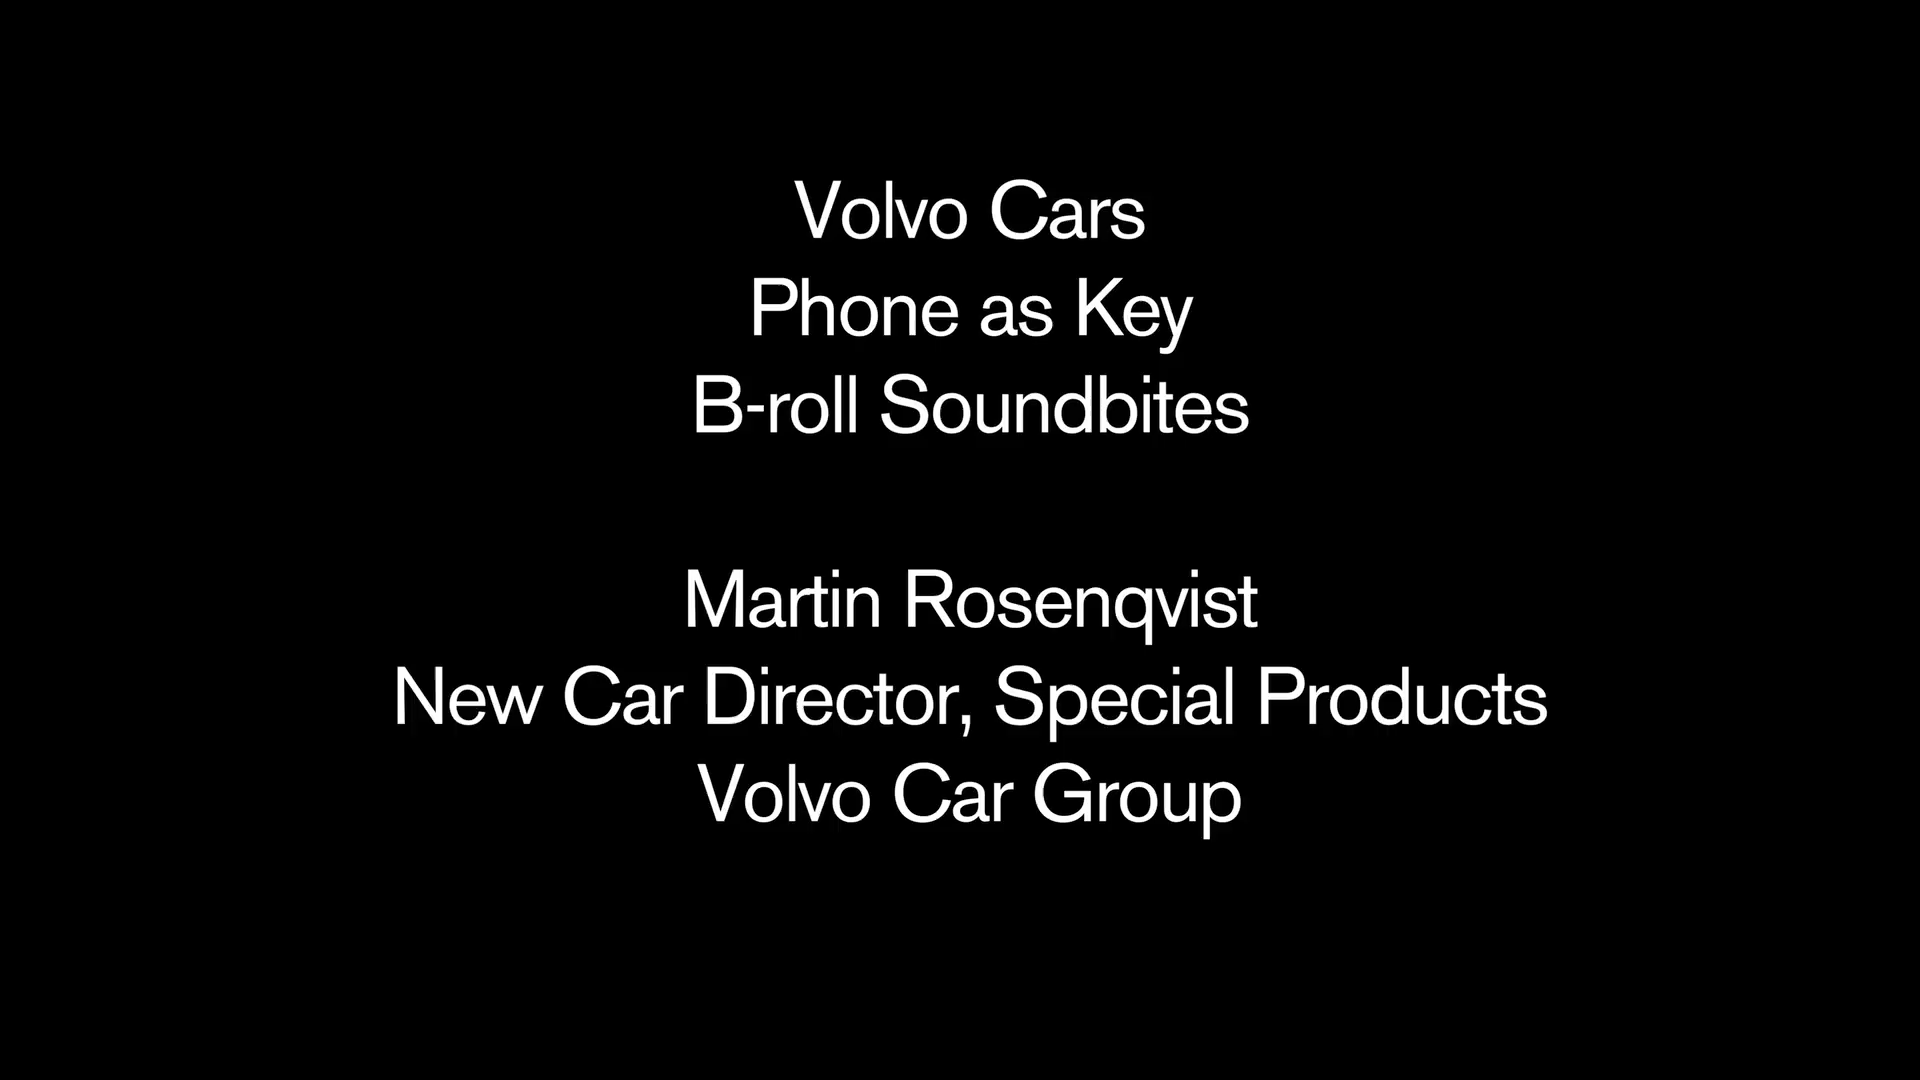 Volvo Cars
Phone as Key
B-roll Soundbites
Martin Rosenqvist
New Car Director, Special Products
Volvo Car Group